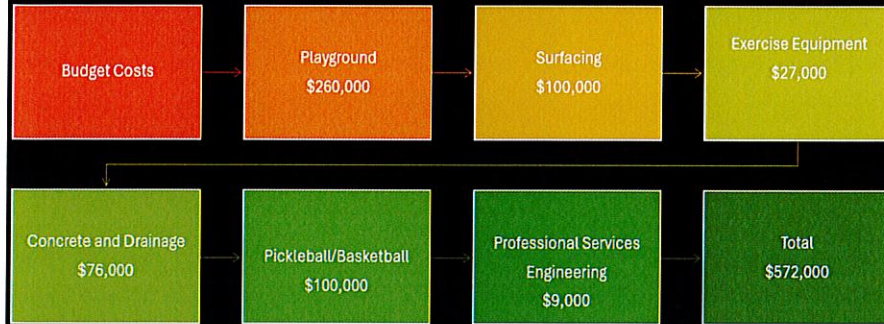 Budget Costs
Playground
$260,000
Surfacing
$100,000
Exercise Equipment
$27,000
Concrete and Drainage
$76,000
Pickleball/Basketball
$100,000
Professional Services
Engineering
$9,000
Total
$572,000